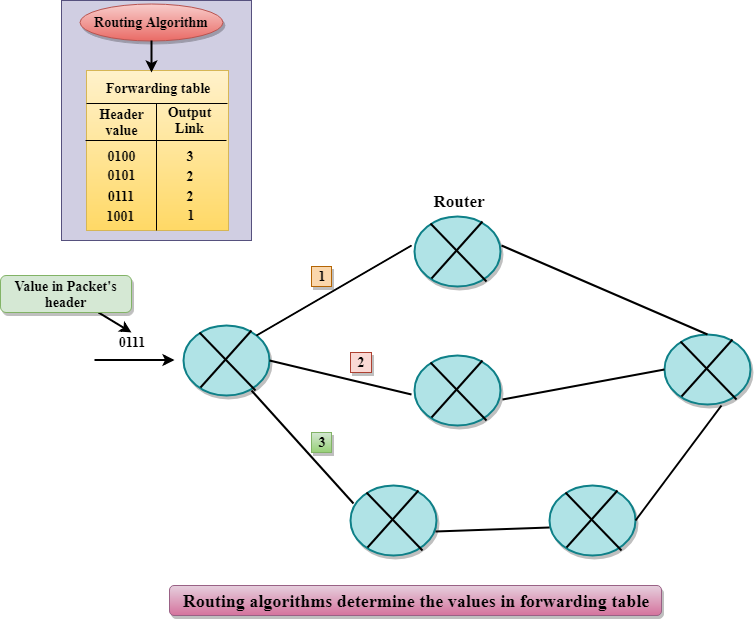 Routing Algorithm
Forwarding table
Header Output
value Link
0100 3
0101 2
0111 2
1001 1
Router
1
Value in Packet's
header
0111
2
3
Routing algorithms determine the values in forwarding table